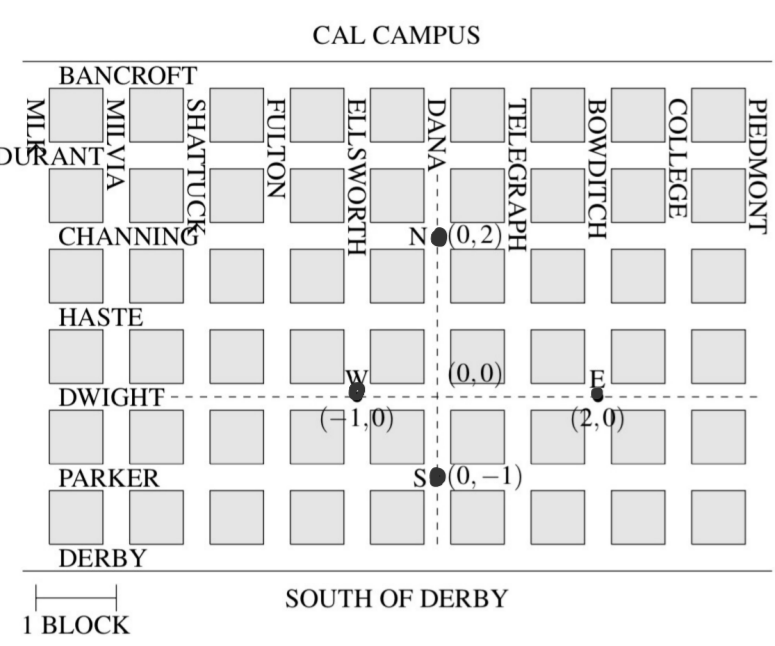 CAL CAMPUS
BANCROFT
MLK
MILVIA
SHATTUCK
FULTON
ELLSWORTH
DANA
TELEGRAPH
BOWDITCH
COLLEGE
PIEDMONT
DURANT
CHANNING
N (0,2)
HASTE
W
(0,0)
E
DWIGHT
(−1,0)
(2,0)
PARKER
S (0,−1)
DERBY
SOUTH OF DERBY
1 BLOCK